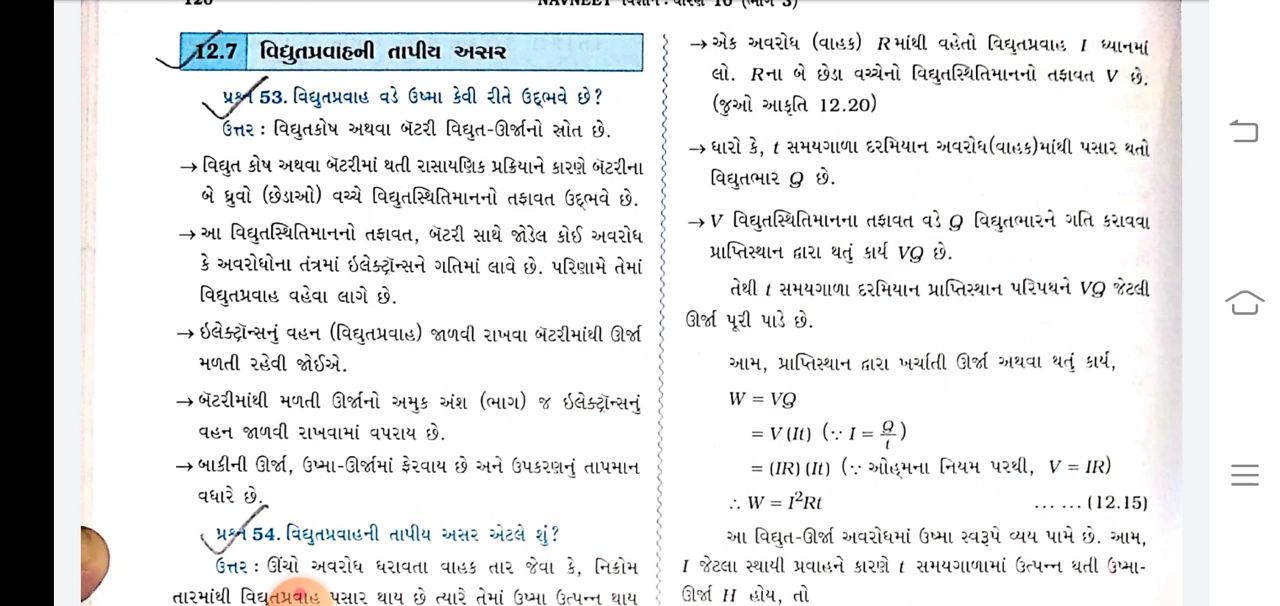 120
NAVNEET વિજ્ઞાન : ધોરણ 10 (ભાગ 3)
12.7 વિદ્યુતપ્રવાહની તાપીય અસર
પ્રશ્ન 53. વિદ્યુતપ્રવાહ વડે ઉષ્મા કેવી રીતે ઉદ્ભવે છે?
ઉત્તર : વિદ્યુતકોષ અથવા બૅટરી વિદ્યુત-ઊર્જાનો સ્રોત છે.
→ વિદ્યુત કોષ અથવા બૅટરીમાં થતી રાસાયણિક પ્રક્રિયાને કારણે બૅટરીના
બે ધ્રુવો (છેડાઓ) વચ્ચે વિદ્યુતસ્થિતિમાનનો તફાવત ઉદ્ભવે છે.
→ આ વિદ્યુતસ્થિતિમાનનો તફાવત, બૅટરી સાથે જોડેલ કોઈ અવરોધ
કે અવરોધોના તંત્રમાં ઇલેક્ટ્રૉન્સને ગતિમાં લાવે છે. પરિણામે તેમાં
વિદ્યુતપ્રવાહ વહેવા લાગે છે.
→ ઇલેક્ટ્રૉન્સનું વહન (વિદ્યુતપ્રવાહ) જાળવી રાખવા બૅટરીમાંથી ઊર્જા
મળતી રહેવી જોઈએ.
→ બૅટરીમાંથી મળતી ઊર્જાનો અમુક અંશ (ભાગ) જ ઇલેક્ટ્રૉન્સનું
વહન જાળવી રાખવામાં વપરાય છે.
→ બાકીની ઊર્જા, ઉષ્મા-ઊર્જામાં ફેરવાય છે અને ઉપકરણનું તાપમાન
વધારે છે.
પ્રશ્ન 54. વિદ્યુતપ્રવાહની તાપીય અસર એટલે શું?
ઉત્તર : ઊંચો અવરોધ ધરાવતા વાહક તાર જેવા કે, નિક્રોમ
તારમાંથી વિદ્યુતપ્રવાહ પસાર થાય છે ત્યારે તેમાં ઉષ્મા ઉત્પન્ન થાય
→ એક અવરોધ (વાહક) Rમાંથી વહેતો વિદ્યુતપ્રવાહ I ધ્યાનમાં
લો. Rના બે છેડા વચ્ચેનો વિદ્યુતસ્થિતિમાનનો તફાવત V છે.
(જુઓ આકૃતિ 12.20)
→ ધારો કે, t સમયગાળા દરમિયાન અવરોધ(વાહક)માંથી પસાર થતો
વિદ્યુતભાર Q છે.
→ V વિદ્યુતસ્થિતિમાનના તફાવત વડે Q વિદ્યુતભારને ગતિ કરાવવા
પ્રાપ્તિસ્થાન દ્વારા થતું કાર્ય VQ છે.
તેથી t સમયગાળા દરમિયાન પ્રાપ્તિસ્થાન પરિપથને VQ જેટલી
ઊર્જા પૂરી પાડે છે.
આમ, પ્રાપ્તિસ્થાન દ્વારા ખર્ચાતી ઊર્જા અથવા થતું કાર્ય,
W = VQ
= V (It) (∵ I = Q/t)
= (IR) (It) (∵ ઓહ્મના નિયમ પરથી, V = IR)
∴ W = I²Rt ... ... (12.15)
આ વિદ્યુત-ઊર્જા અવરોધમાં ઉષ્મા સ્વરૂપે વ્યય પામે છે. આમ,
I જેટલા સ્થાયી પ્રવાહને કારણે t સમયગાળામાં ઉત્પન્ન થતી ઉષ્મા-
ઊર્જા H હોય, તો